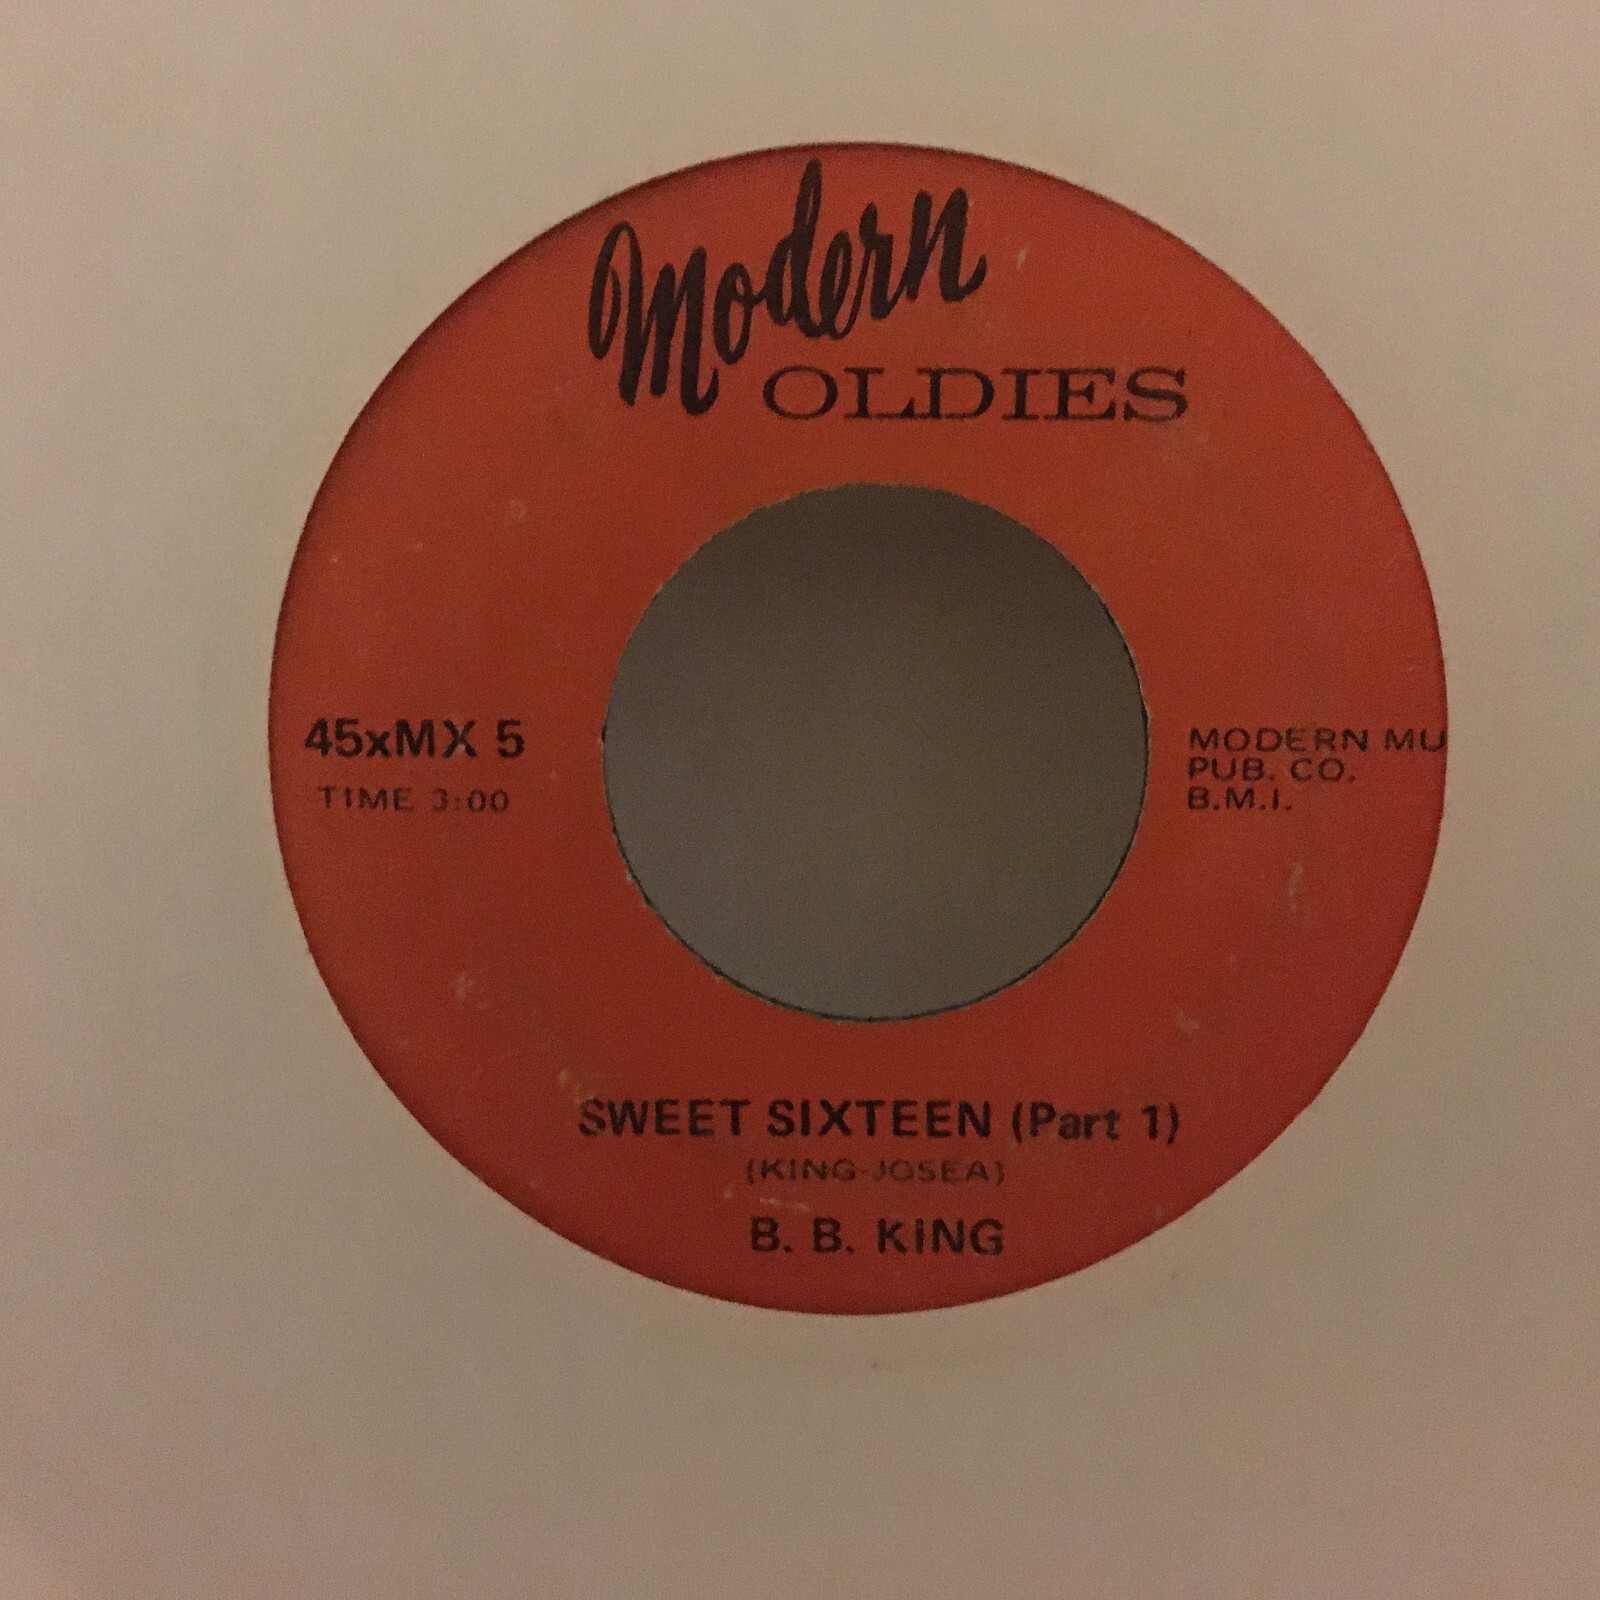 Modern
OLDIES
45xMX 5
TIME 3:00
MODERN MU
PUB. CO.
B.M.I.
SWEET SIXTEEN (Part 1)
(KING-JOSEA)
B. B. KING